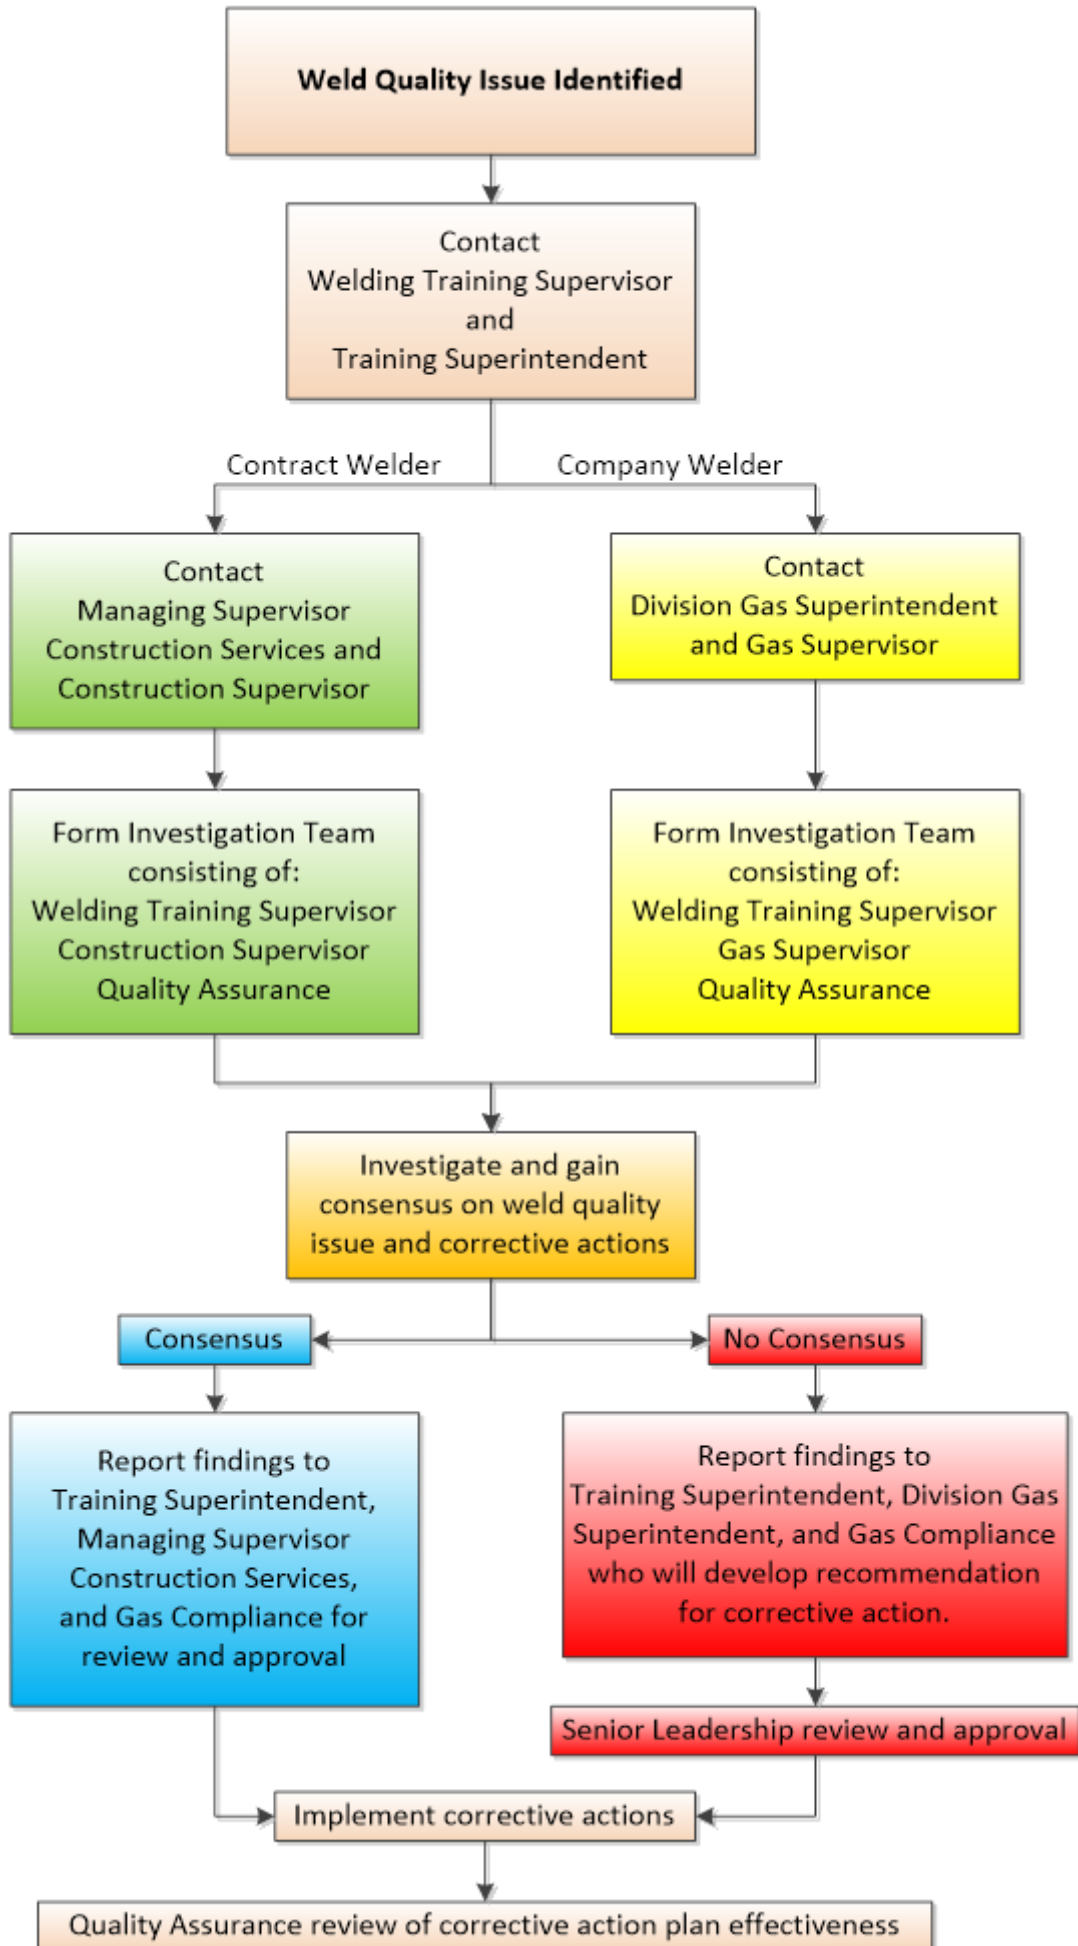 Weld Quality Issue Identified
Contact
Welding Training Supervisor
and
Training Superintendent
Contract Welder
Company Welder
Contact
Managing Supervisor
Construction Services and
Construction Supervisor
Contact
Division Gas Superintendent
and Gas Supervisor
Form Investigation Team
consisting of:
Welding Training Supervisor
Construction Supervisor
Quality Assurance
Form Investigation Team
consisting of:
Welding Training Supervisor
Gas Supervisor
Quality Assurance
Investigate and gain
consensus on weld quality
issue and corrective actions
Consensus
No Consensus
Report findings to
Training Superintendent,
Managing Supervisor
Construction Services,
and Gas Compliance for
review and approval
Report findings to
Training Superintendent, Division Gas
Superintendent, and Gas Compliance
who will develop recommendation
for corrective action.
Senior Leadership review and approval
Implement corrective actions
Quality Assurance review of corrective action plan effectiveness